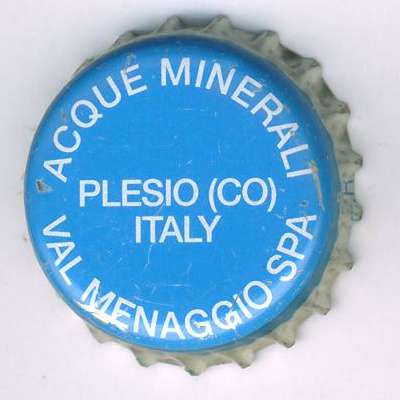 ACQUE MINERALI
PLESIO (CO)
ITALY
VAL MENAGGIO SPA